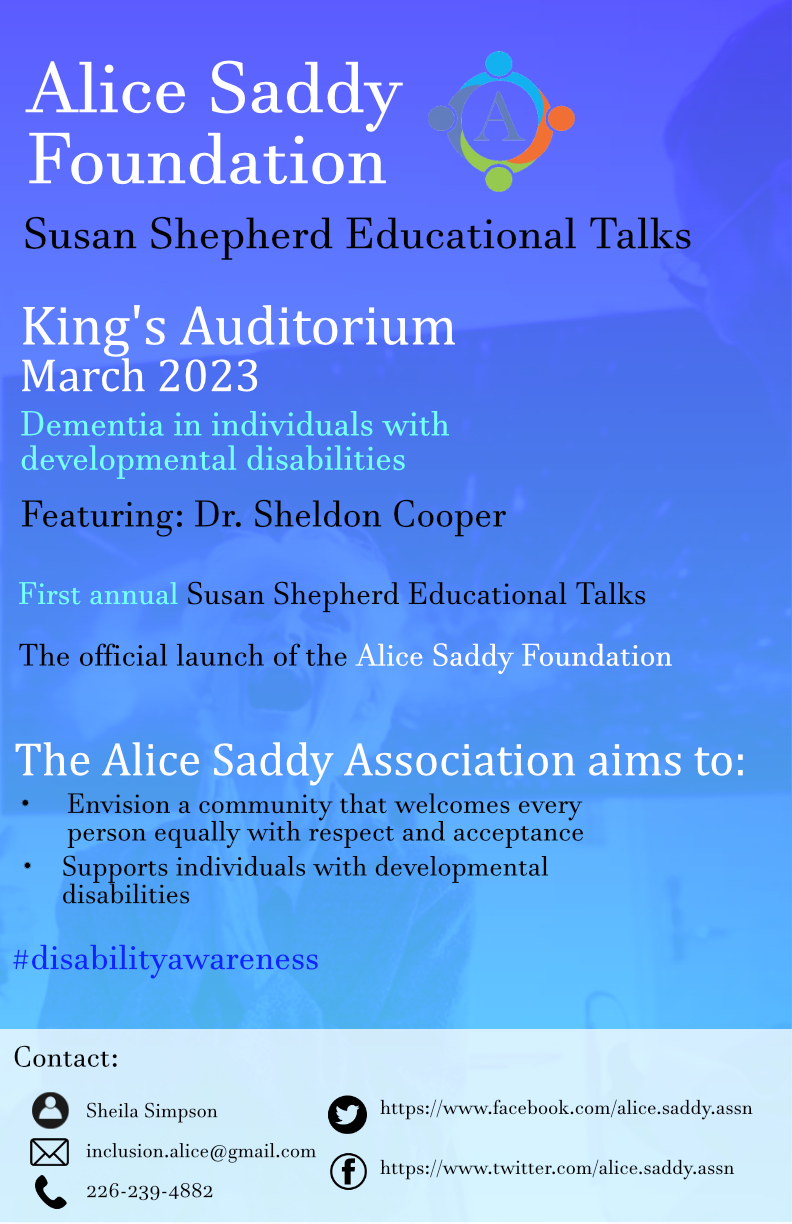 Alice Saddy
Foundation
A
Susan Shepherd Educational Talks
King's Auditorium
March 2023
Dementia in individuals with
developmental disabilities
Featuring: Dr. Sheldon Cooper
First annual Susan Shepherd Educational Talks
The official launch of the Alice Saddy Foundation
The Alice Saddy Association aims to:
• Envision a community that welcomes every
person equally with respect and acceptance
• Supports individuals with developmental
disabilities
#disabilityawareness
Contact:
Sheila Simpson
inclusion.alice@gmail.com
226-239-4882
https://www.facebook.com/alice.saddy.assn
https://www.twitter.com/alice.saddy.assn